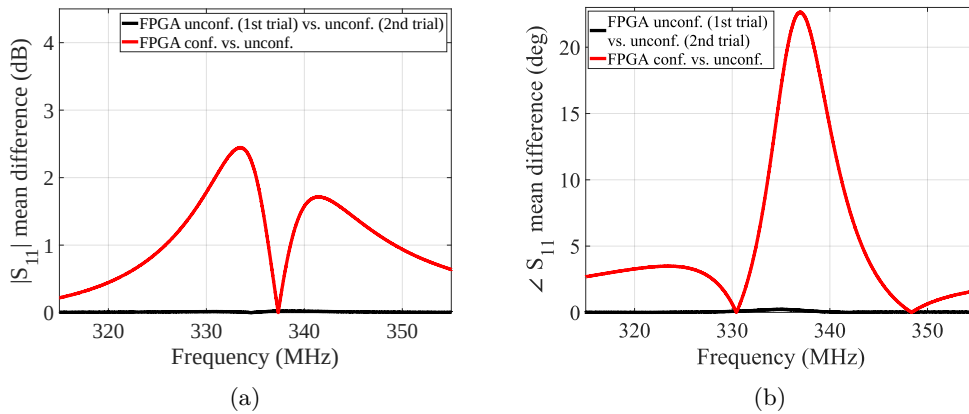 FPGA unconf. (1st trial) vs. unconf. (2nd trial)
FPGA conf. vs. unconf.
|S11| mean difference (dB)
4
3
2
1
0
320
330
340
350
Frequency (MHz)
(a)
FPGA unconf. (1st trial)
vs. unconf. (2nd trial)
FPGA conf. vs. unconf.
∠ S11 mean difference (deg)
20
15
10
5
0
320
330
340
350
Frequency (MHz)
(b)